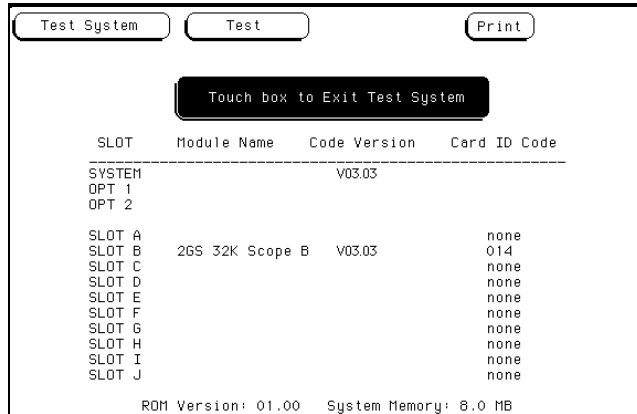 Test System Test Print
Touch box to Exit Test System
SLOT Module Name Code Version Card ID Code
SYSTEM V03.03
OPT 1
OPT 2
SLOT A none
SLOT B 2GS 32K Scope B V03.03 014
SLOT C none
SLOT D none
SLOT E none
SLOT F none
SLOT G none
SLOT H none
SLOT I none
SLOT J none
ROM Version: 01.00 System Memory: 8.0 MB